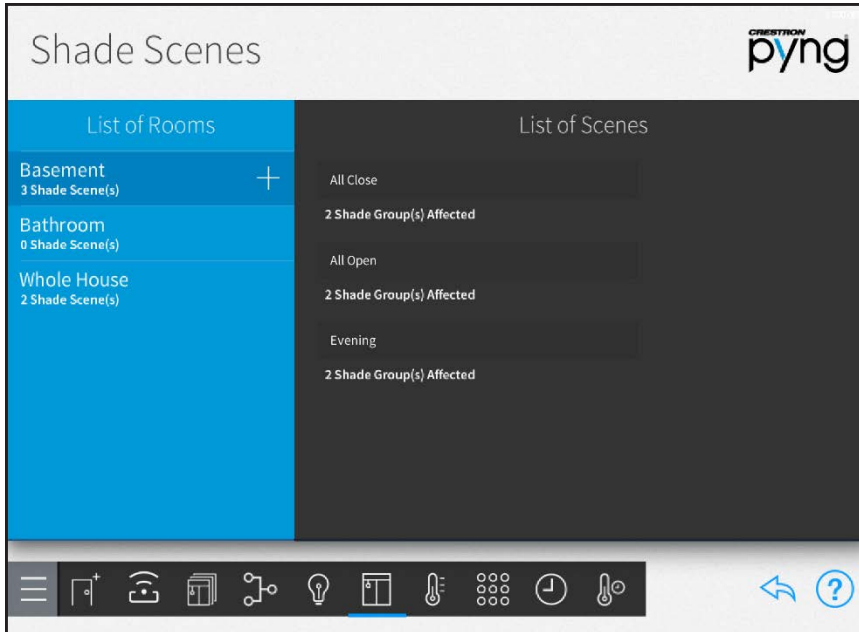 Shade Scenes
CRESTRON
pyng
List of Rooms
List of Scenes
Basement
3 Shade Scene(s)
Bathroom
0 Shade Scene(s)
Whole House
2 Shade Scene(s)
All Close
2 Shade Group(s) Affected
All Open
2 Shade Group(s) Affected
Evening
2 Shade Group(s) Affected
?